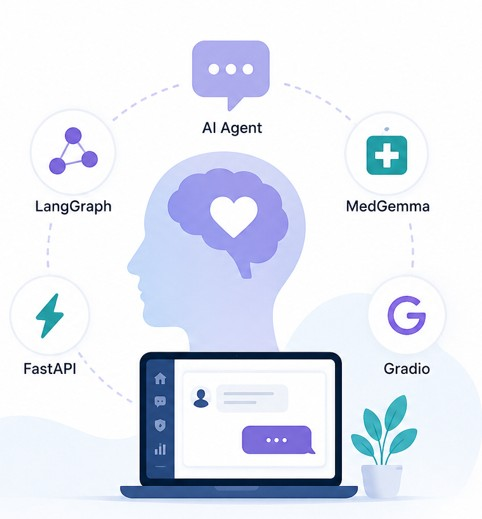 AI Agent
LangGraph
MedGemma
FastAPI
Gradio